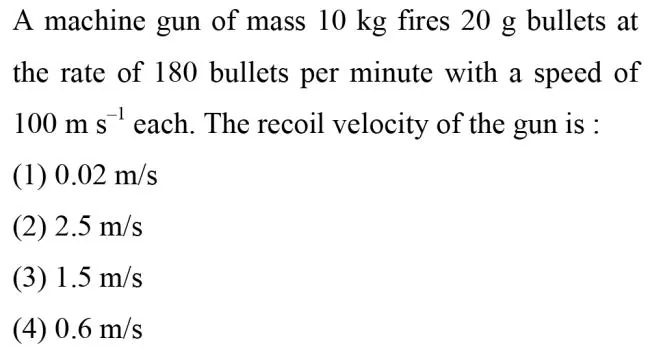 A machine gun of mass 10 kg fires 20 g bullets at
the rate of 180 bullets per minute with a speed of
100 m s⁻¹ each. The recoil velocity of the gun is :
(1) 0.02 m/s
(2) 2.5 m/s
(3) 1.5 m/s
(4) 0.6 m/s